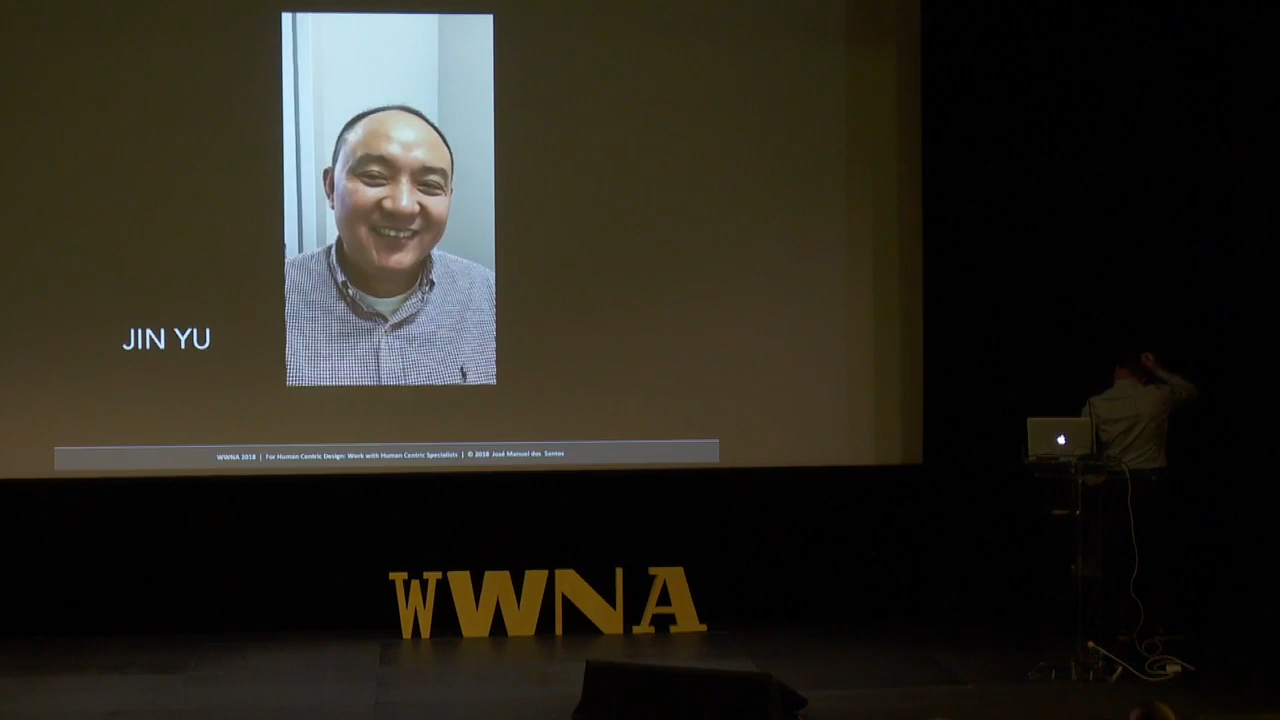 JIN YU
WWNA 2018 | For Human Centric Design: Work with Human Centric Specialists | © 2018 José Manuel dos Santos
WWNA